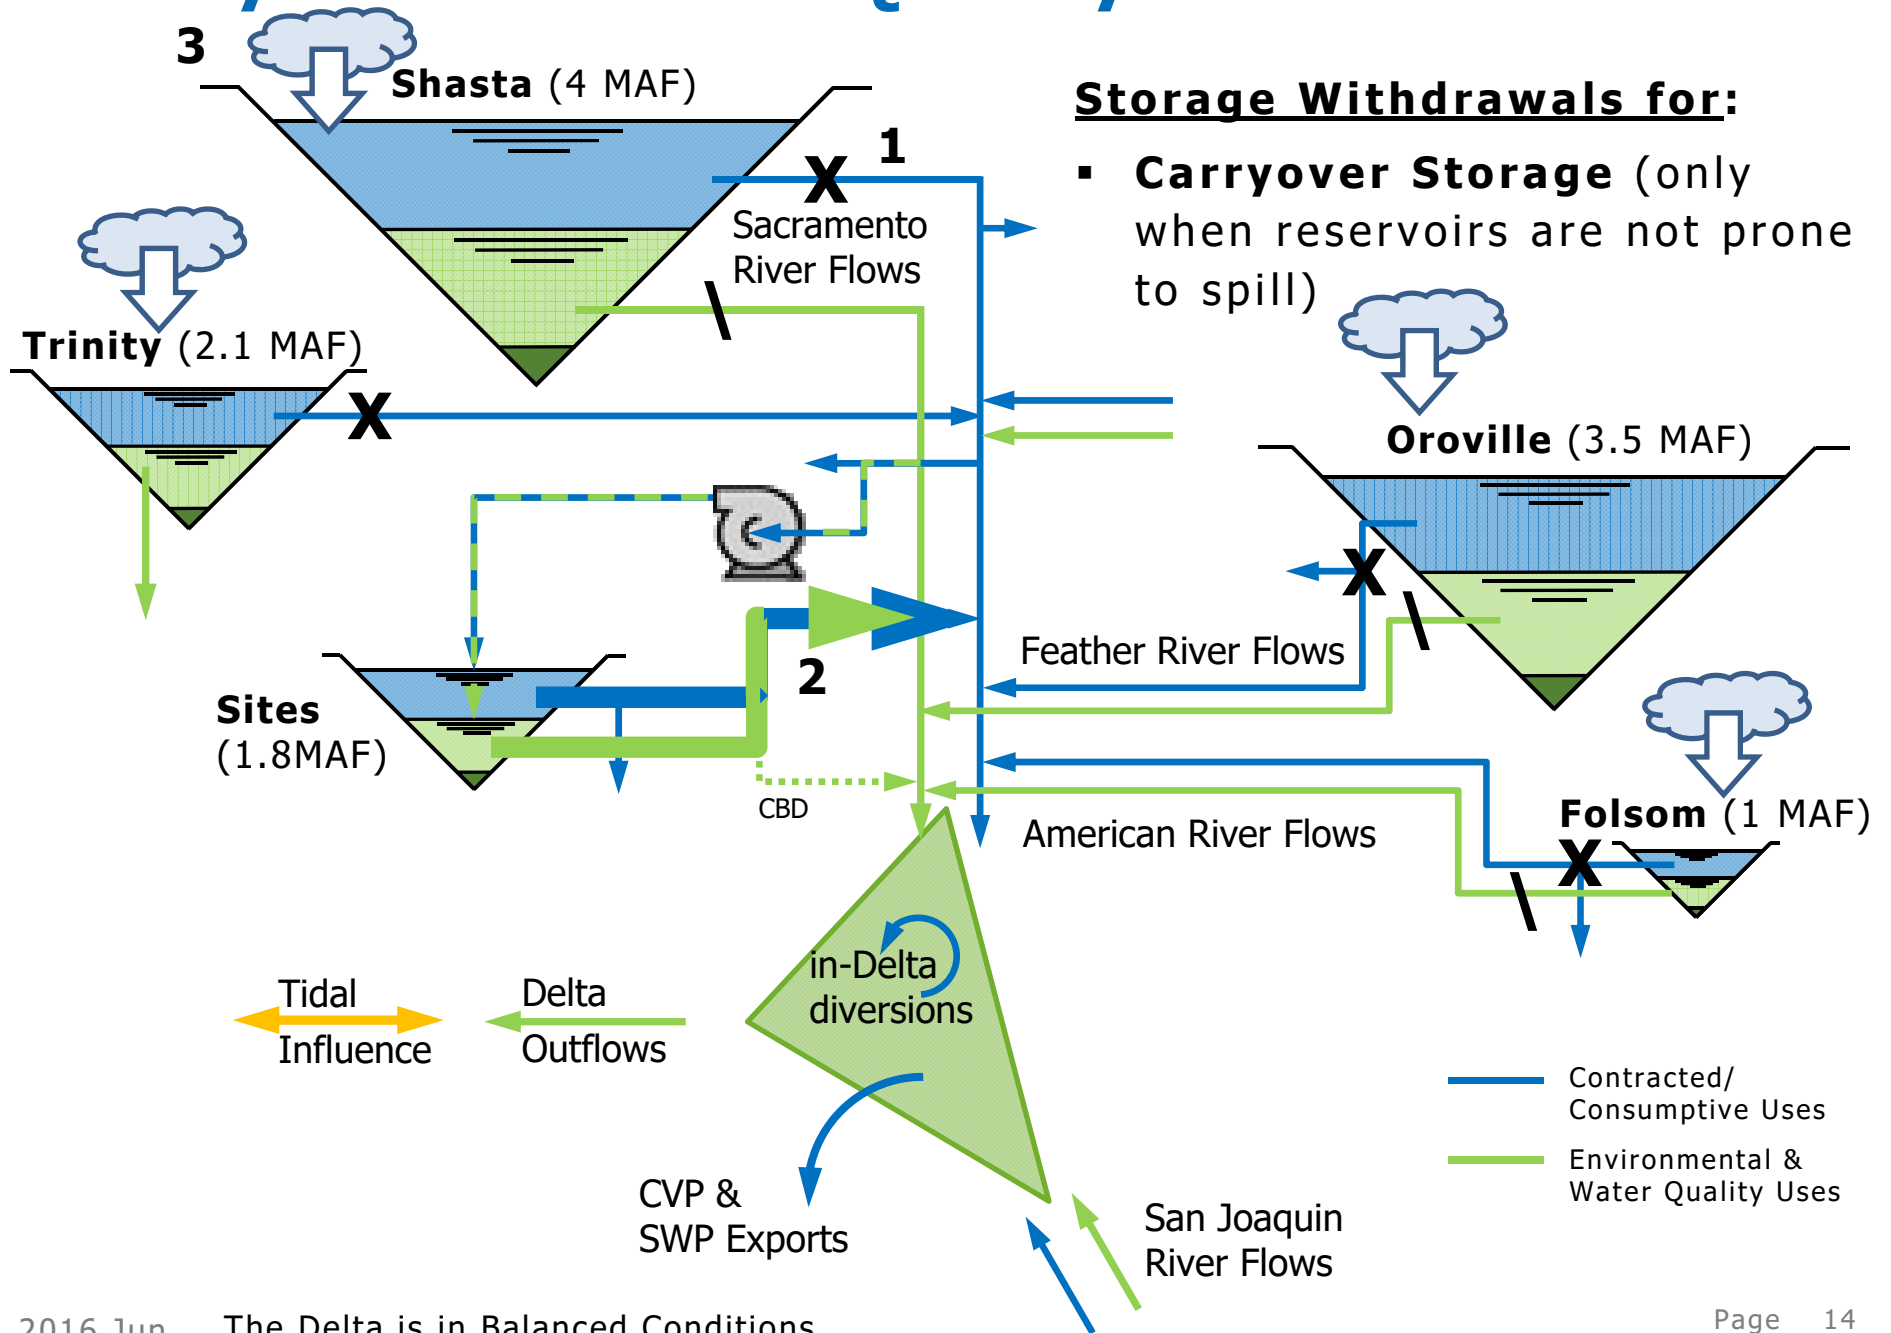 3
Shasta (4 MAF)
1
Storage Withdrawals for:
▪ Carryover Storage (only
when reservoirs are not prone
to spill)
X
Sacramento
River Flows
\
Trinity (2.1 MAF)
X
Oroville (3.5 MAF)
X
\
Feather River Flows
2
Sites
(1.8MAF)
CBD
American River Flows
Folsom (1 MAF)
X
\
in-Delta
diversions
Tidal
Influence
Delta
Outflows
Contracted/
Consumptive Uses
Environmental &
Water Quality Uses
CVP &
SWP Exports
San Joaquin
River Flows
2016 Jun
The Delta is in Balanced Conditions
Page 14